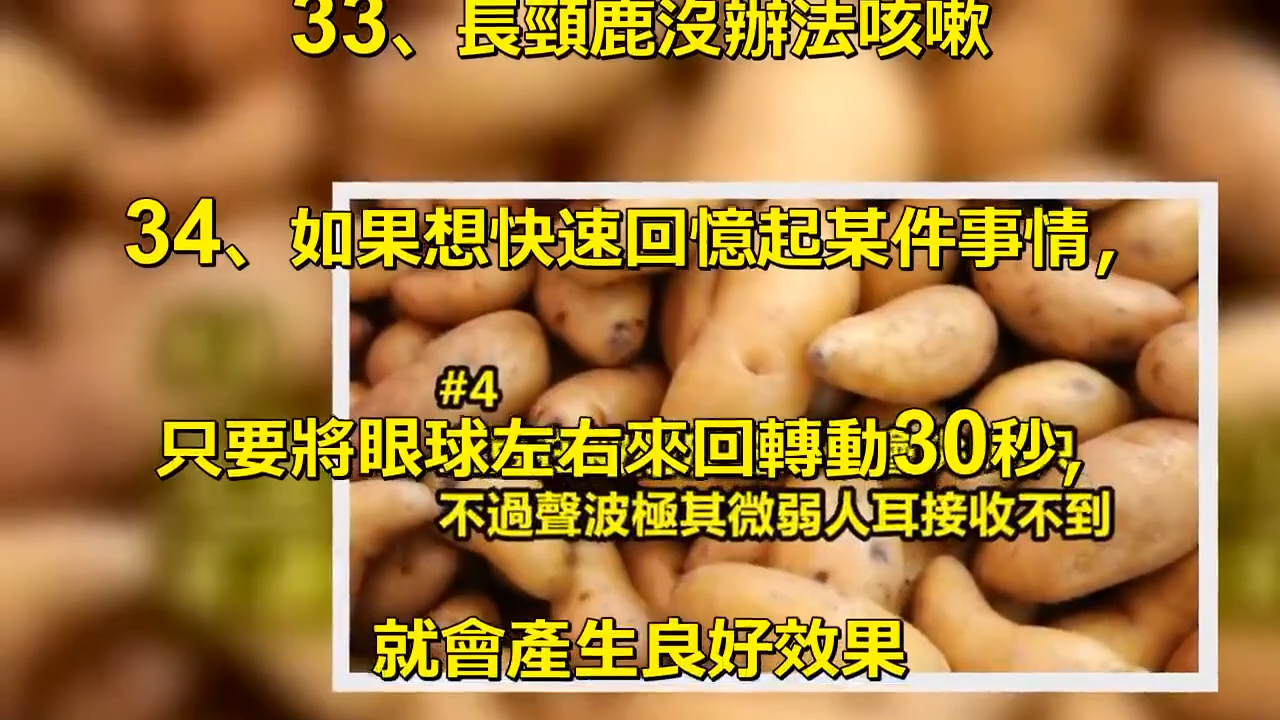 33、長頸鹿沒辦法咳嗽
34、如果想快速回憶起某件事情，
#4
只要將眼球左右來回轉動30秒，
不過聲波極其微弱人耳接收不到
就會產生良好效果